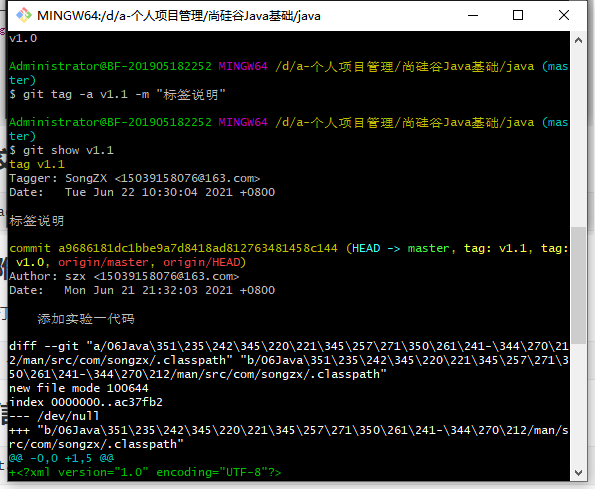 MINGW64:/d/a-个人项目管理/尚硅谷Java基础/java
v1.0
Administrator@BF-201905182252 MINGW64 /d/a-个人项目管理/尚硅谷Java基础/java (mas
ter)
$ git tag -a v1.1 -m "标签说明"
Administrator@BF-201905182252 MINGW64 /d/a-个人项目管理/尚硅谷Java基础/java (mas
ter)
$ git show v1.1
tag v1.1
Tagger: SongZX <15039158076@163.com>
Date:   Tue Jun 22 10:30:04 2021 +0800
标签说明
commit a9686181dc1bbe9a7d8418ad812763481458c144 (HEAD -> master, tag: v1.1, tag:
 v1.0, origin/master, origin/HEAD)
Author: szx <15039158076@163.com>
Date:   Mon Jun 21 21:32:03 2021 +0800
    添加实验一代码
diff --git "a/06Java\351\235\242\345\220\221\345\257\271\350\261\241-\344\270\21
2/man/src/com/songzx/.classpath" "b/06Java\351\235\242\345\220\221\345\257\271\3
50\261\241-\344\270\212/man/src/com/songzx/.classpath"
new file mode 100644
index 0000000..ac37fb2
--- /dev/null
+++ "b/06Java\351\235\242\345\220\221\345\257\271\350\261\241-\344\270\212/man/s
rc/com/songzx/.classpath"
@@ -0,0 +1,5 @@
+<?xml version="1.0" encoding="UTF-8"?>